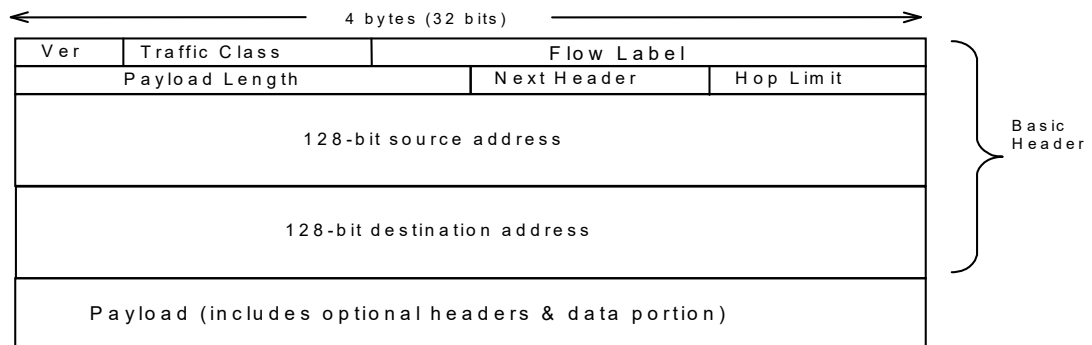 4 bytes (32 bits)
Ver Traffic Class Flow Label
Payload Length Next Header Hop Limit
128-bit source address
Basic
Header
128-bit destination address
Payload (includes optional headers & data portion)